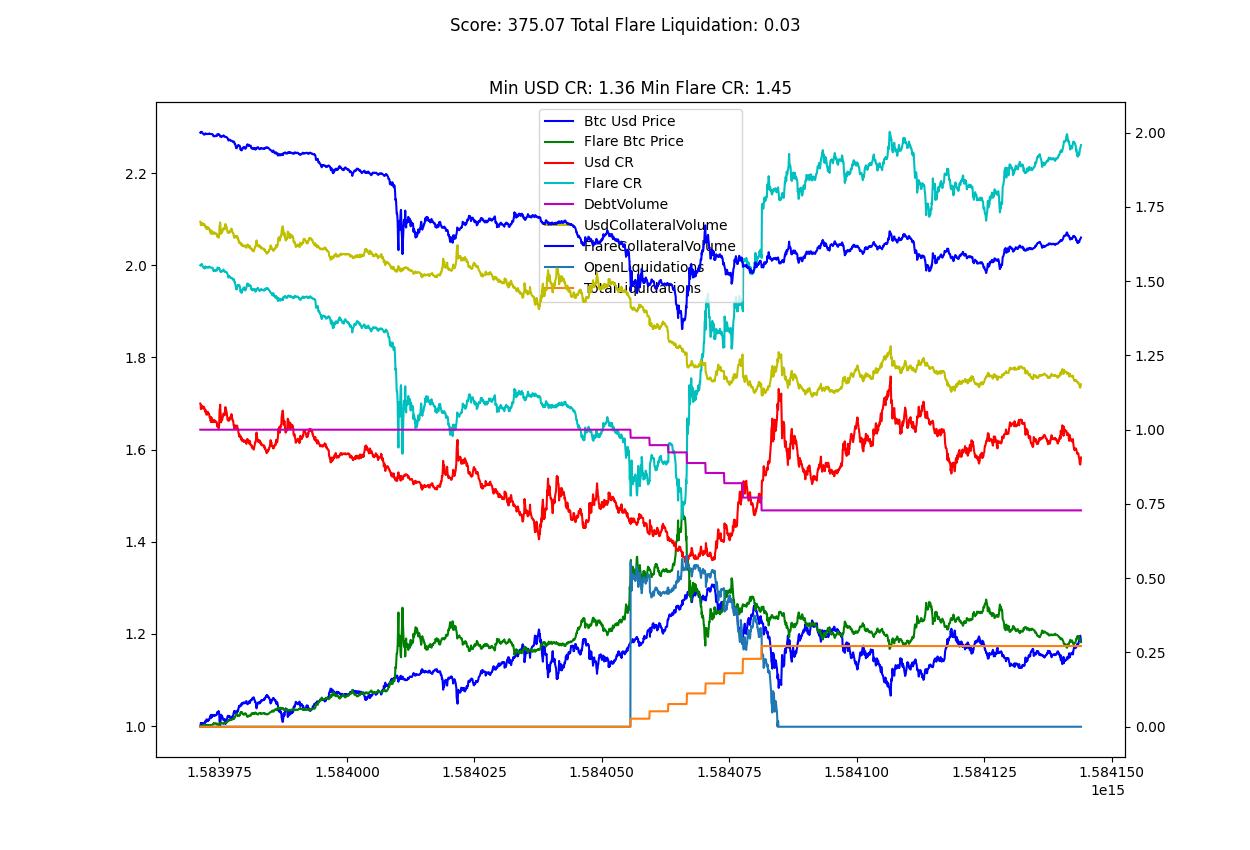 Score: 375.07 Total Flare Liquidation: 0.03
Min USD CR: 1.36 Min Flare CR: 1.45
Btc Usd Price
Flare Btc Price
Usd CR
Flare CR
DebtVolume
UsdCollateralVolume
FlareCollateralVolume
OpenLiquidations
TotalLiquidations
2.2
2.0
1.8
1.6
1.4
1.2
1.0
2.00
1.75
1.50
1.25
1.00
0.75
0.50
0.25
0.00
1.583975 1.584000 1.584025 1.584050 1.584075 1.584100 1.584125 1.584150
1e15